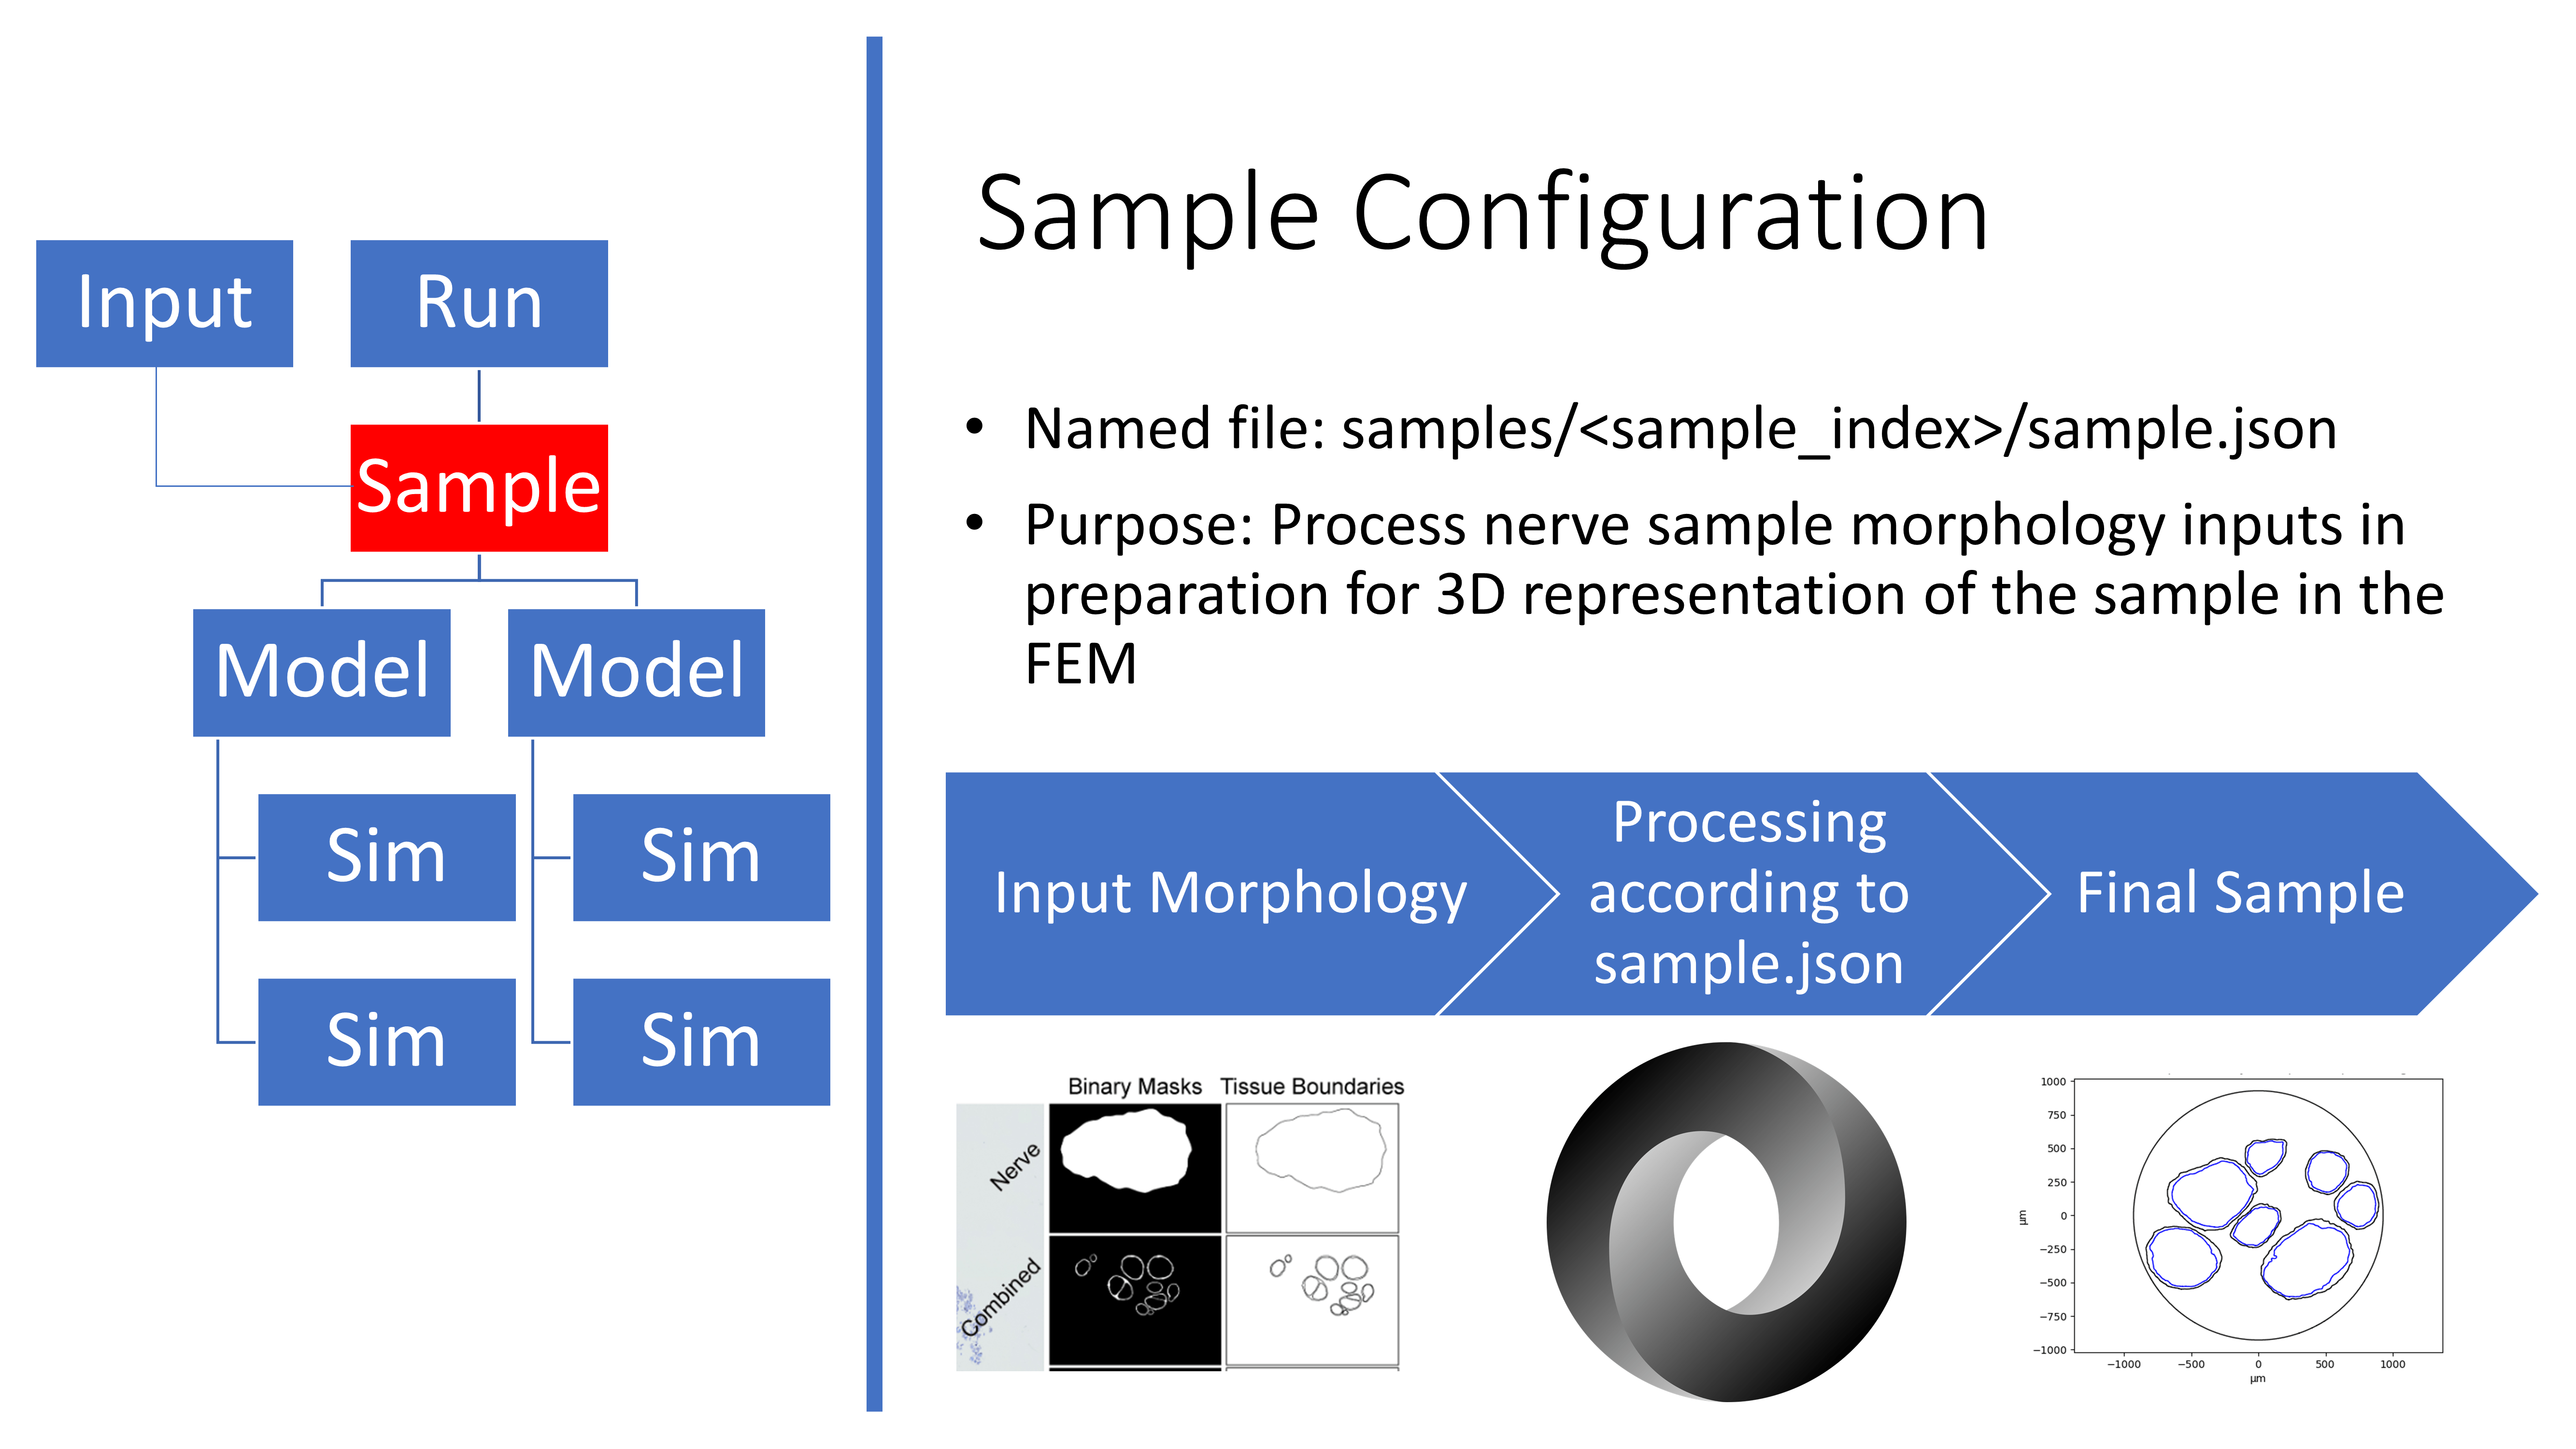 Input
Run
Sample
Model
Model
Sim
Sim
Sim
Sim
Sample Configuration
• Named file: samples/<sample_index>/sample.json
• Purpose: Process nerve sample morphology inputs in
preparation for 3D representation of the sample in the
FEM
Input Morphology
Processing
according to
sample.json
Final Sample
Binary Masks
Tissue Boundaries
Nerve
Combined
1000
750
500
250
0
−250
−500
−750
−1000
µm
−1000
−500
0
500
1000
µm